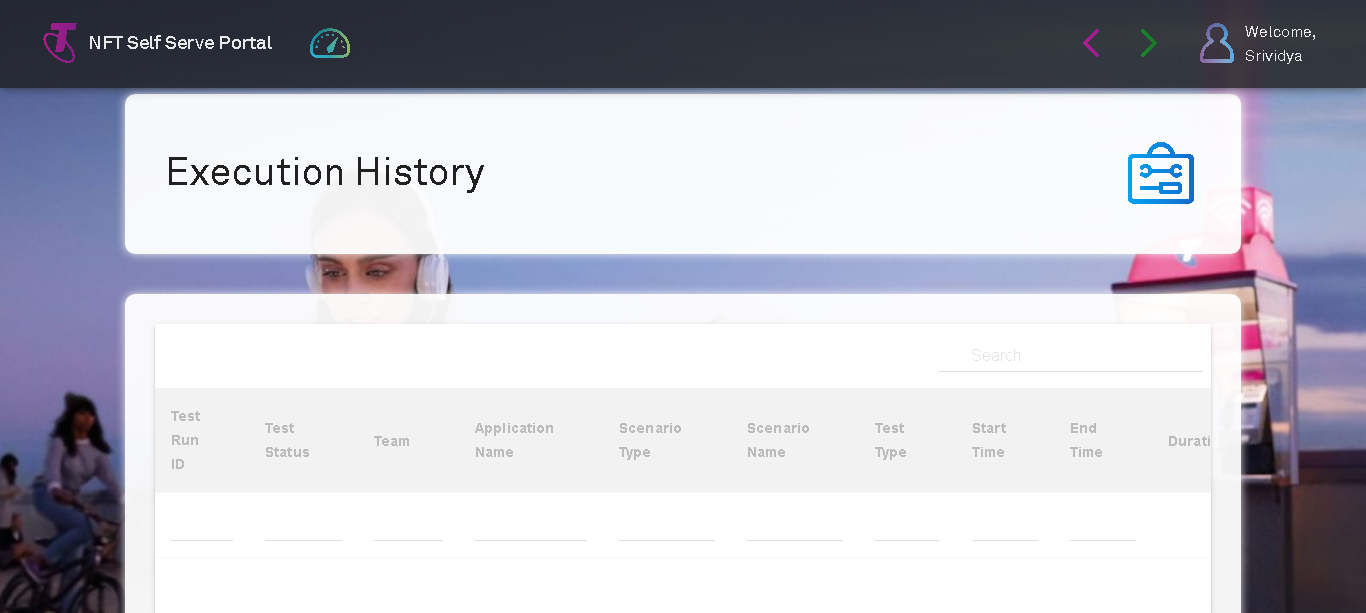 NFT Self Serve Portal
Welcome,
Srividya
Execution History
Search
Test
Run
ID
Test
Status
Team
Application
Name
Scenario
Type
Scenario
Name
Test
Type
Start
Time
End
Time
Durati